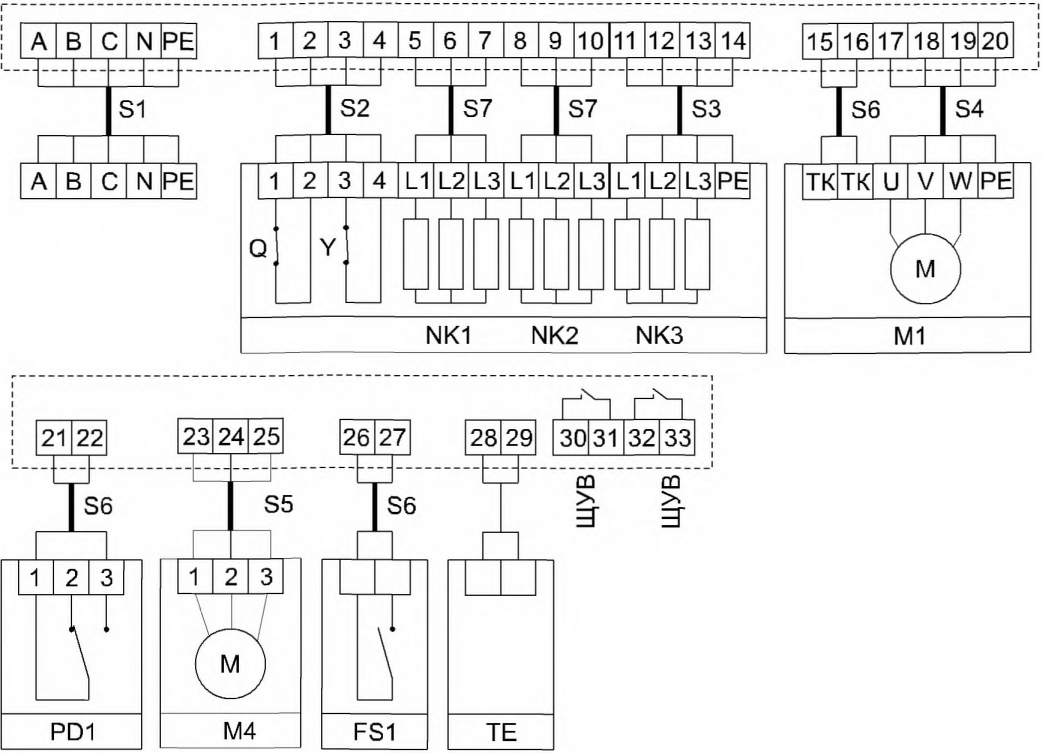 A B C N PE 1 2 3 4 5 6 7 8 9 10 11 12 13 14 15 16 17 18 19 20
S1 S2 S7 S7 S3 S6 S4
A B C N PE 1 2 3 4 L1 L2 L3 L1 L2 L3 L1 L2 L3 PE ТК ТК U V W PE
Q Y M
NK1 NK2 NK3 M1
21 22 23 24 25 26 27 28 29 30 31 32 33
S6 S5 S6 ЩУВ ЩУВ
1 2 3 1 2 3
M
PD1 M4 FS1 TE